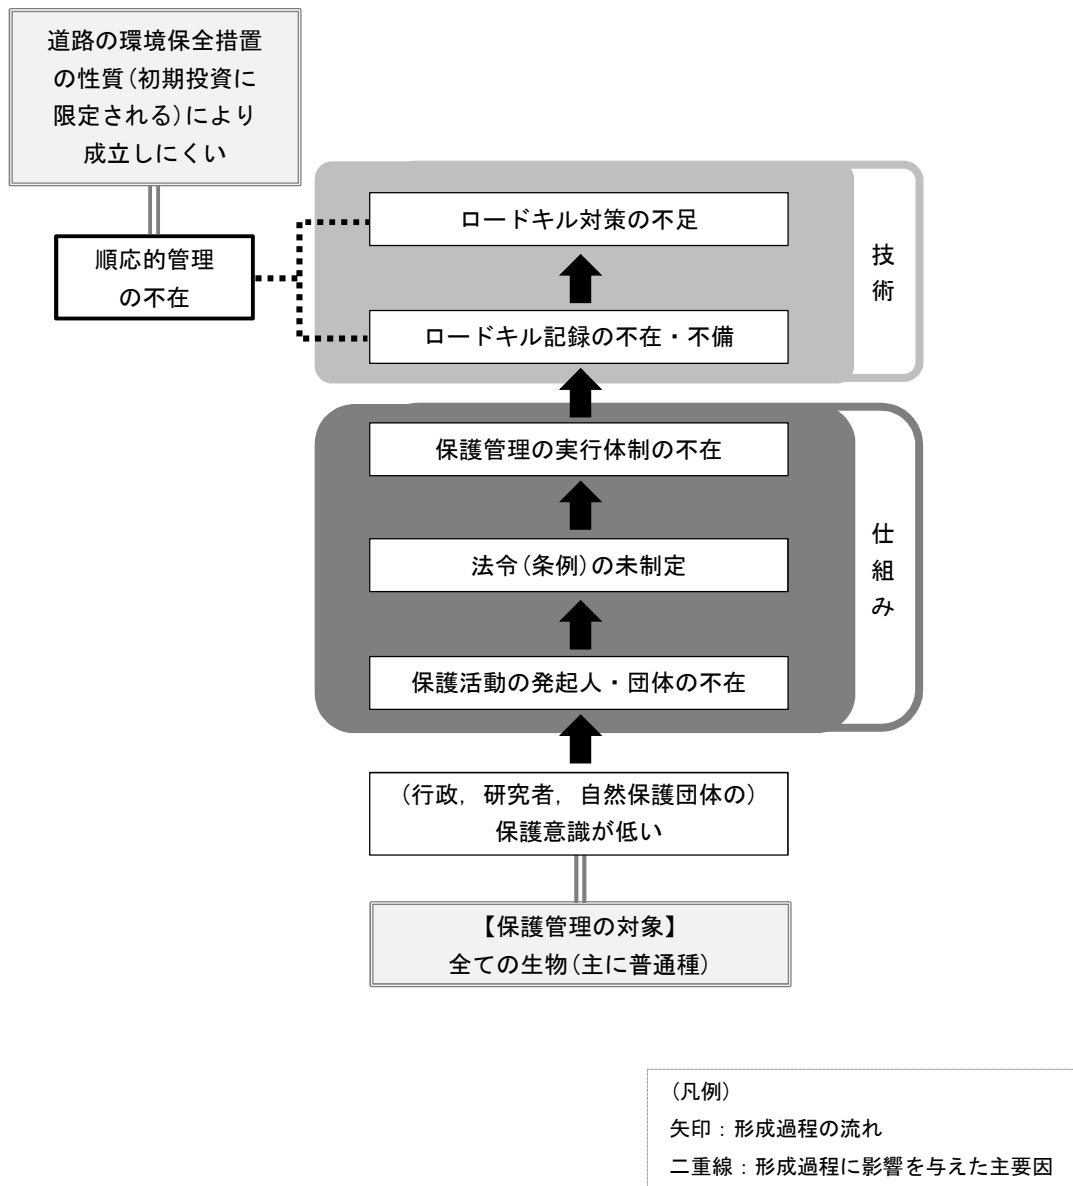 道路の環境保全措置
の性質(初期投資に
限定される)により
成立しにくい
順応的管理
の不在
ロードキル対策の不足
ロードキル記録の不在・不備
技
術
保護管理の実行体制の不在
法令(条例)の未制定
保護活動の発起人・団体の不在
仕
組
み
(行政，研究者，自然保護団体の)
保護意識が低い
【保護管理の対象】
全ての生物(主に普通種)
(凡例)
矢印：形成過程の流れ
二重線：形成過程に影響を与えた主要因